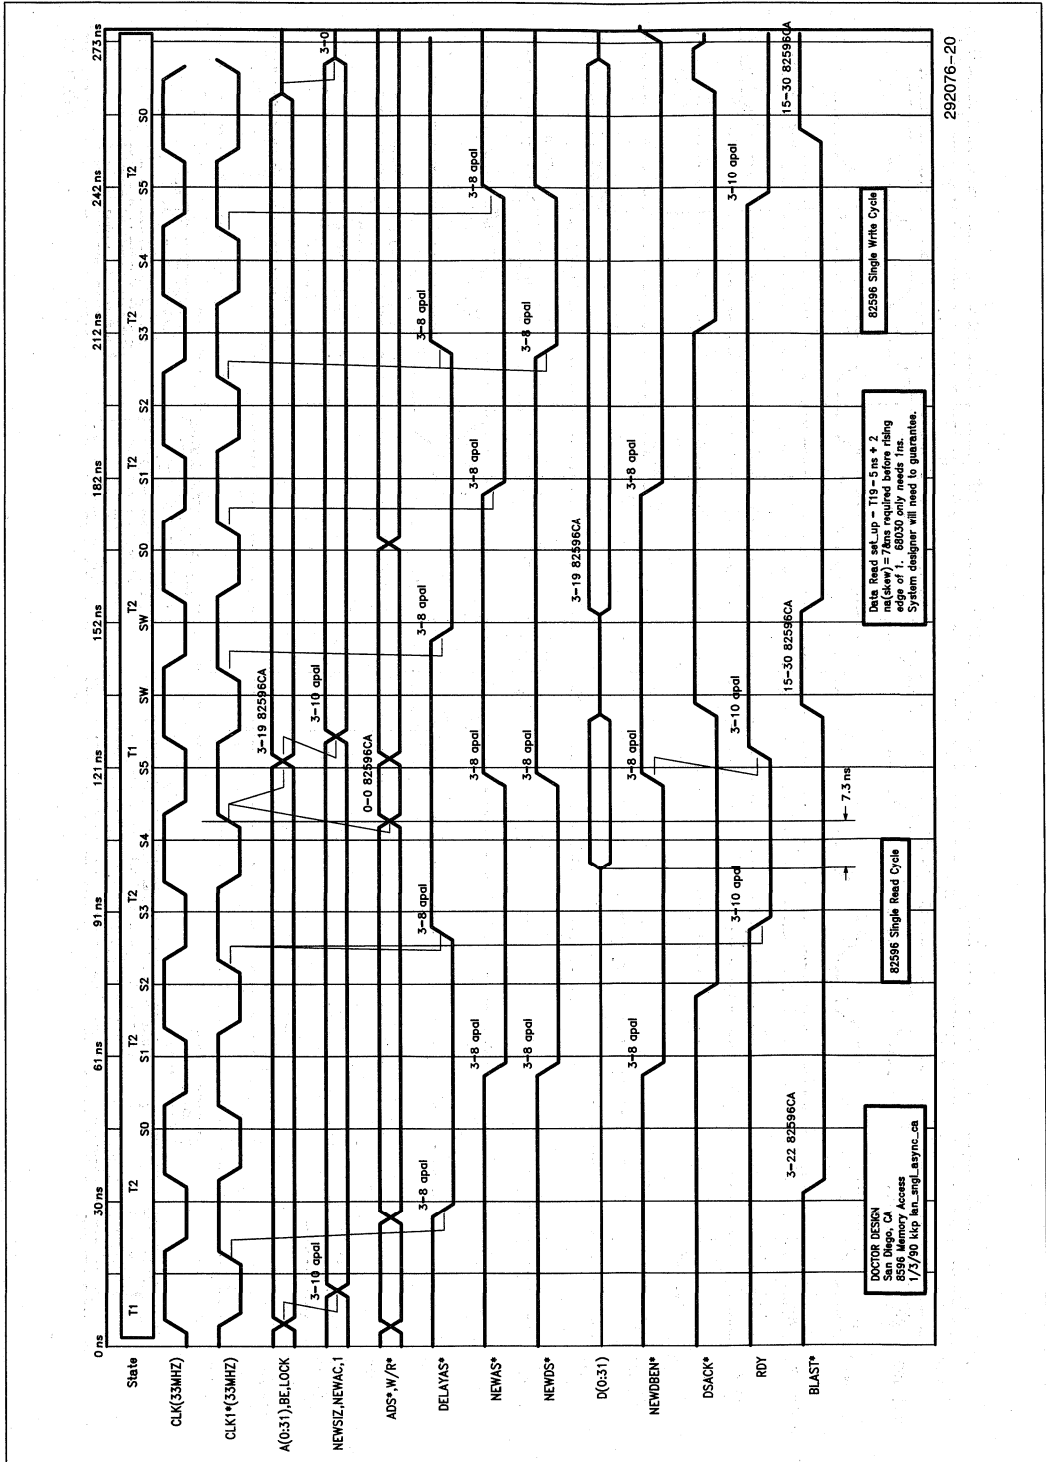 0 ns 30 ns 61 ns 91 ns 121 ns 152 ns 182 ns 212 ns 242 ns 273 ns
State T1 T2 T2 T2 T1 T2 T2 T2 T2
S0 S1 S2 S3 S4 S5 SW SW S0 S1 S2 S3 S4 S5 S0
CLK(33MHZ)
CLK1*(33MHZ)
A(0:31),BE,LOCK
3-19 82596CA
NEWSIZ,NEWAC,1
3-10 apal 3-10 apal 3-0
ADS*,W/R*
0-0 82596CA
DELAYAS*
3-8 apal 3-8 apal 3-8 apal 3-8 apal
NEWAS*
3-8 apal 3-8 apal 3-8 apal 3-8 apal
NEWDS*
3-8 apal 3-8 apal 3-8 apal
D(0:31)
3-19 82596CA
NEWDBEN*
3-8 apal 3-8 apal 3-8 apal
DSACK*
RDY
3-10 apal 3-10 apal 3-10 apal
BLAST*
3-22 82596CA 15-30 82596CA 15-30 82596CA
7.3 ns
DOCTOR DESIGN
San Diego, CA
8596 Memory Access
1/3/90 kkp lan_sngl_async_ca
82596 Single Read Cycle
Data Read set_up - T19-5ns + 2
na(skew) = 7&ns required before rising
edge of 1. 68030 only needs 1ns.
System designer will need to guarantee.
82596 Single Write Cycle
292076-20